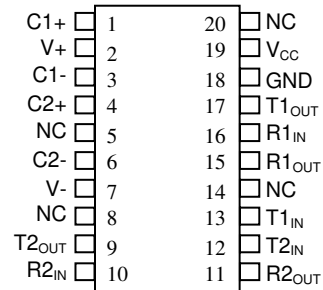 C1+ 1 20 NC
V+ 2 19 VCC
C1- 3 18 GND
C2+ 4 17 T1OUT
NC 5 16 R1IN
C2- 6 15 R1OUT
V- 7 14 NC
NC 8 13 T1IN
T2OUT 9 12 T2IN
R2IN 10 11 R2OUT